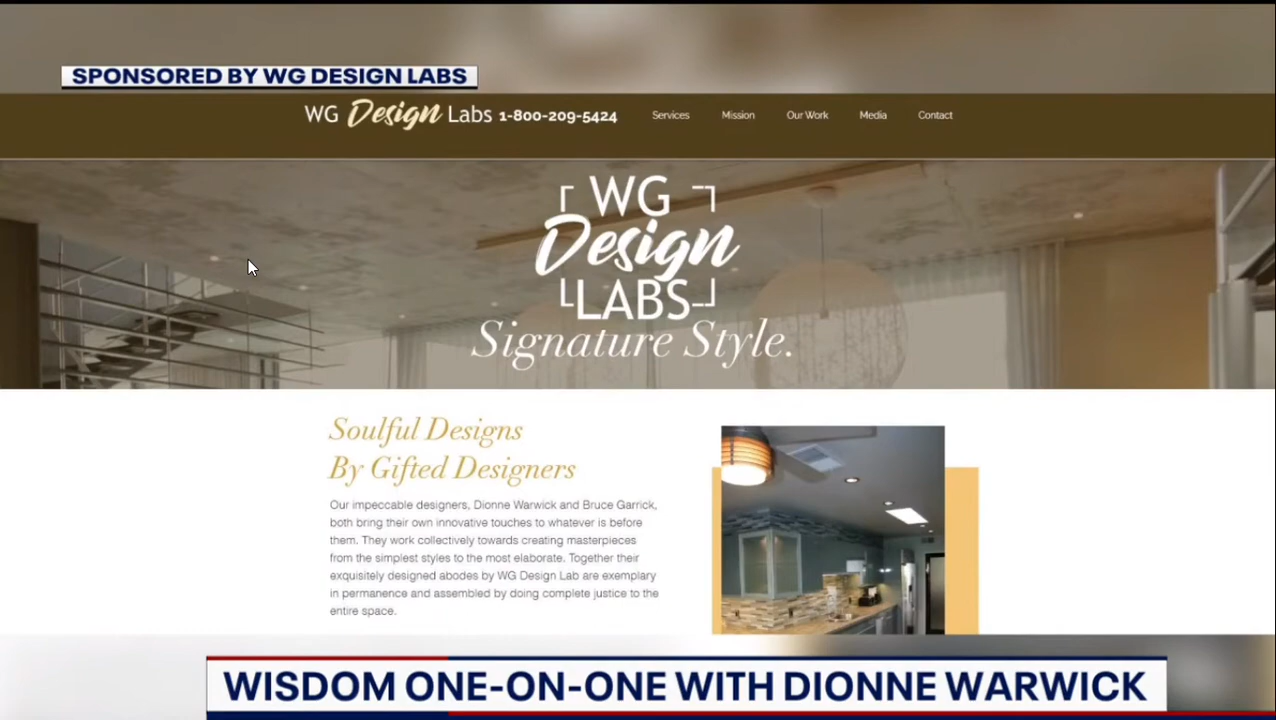 SPONSORED BY WG DESIGN LABS
WG Design Labs 1-800-209-5424 Services Mission Our Work Media Contact
WG
Design
LABS
Signature Style.
Soulful Designs
By Gifted Designers
Our impeccable designers, Dionne Warwick and Bruce Garrick,
both bring their own innovative touches to whatever is before
them. They work collectively towards creating masterpieces
from the simplest styles to the most elaborate. Together their
exquisitely designed abodes by WG Design Lab are exemplary
in permanence and assembled by doing complete justice to the
entire space.
WISDOM ONE-ON-ONE WITH DIONNE WARWICK